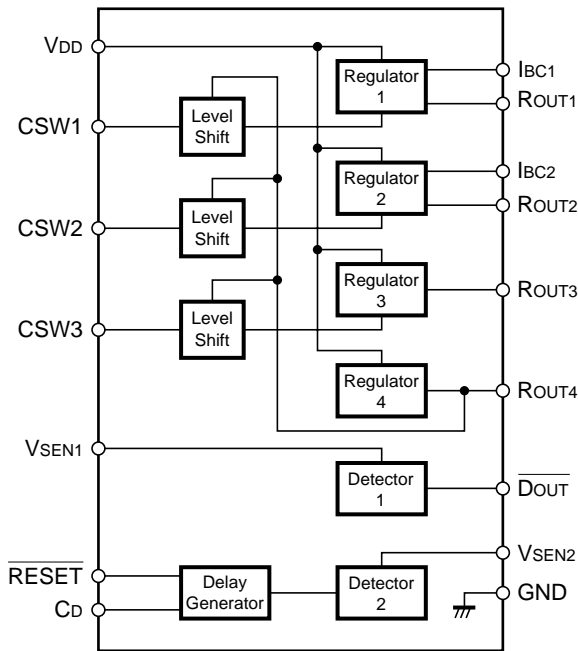 VDD
Regulator
1
IBC1
ROUT1
CSW1
Level
Shift
Regulator
2
IBC2
ROUT2
CSW2
Level
Shift
Regulator
3
ROUT3
CSW3
Level
Shift
Regulator
4
ROUT4
VSEN1
Detector
1
DOUT
VSEN2
RESET
Delay
Generator
Detector
2
GND
CD